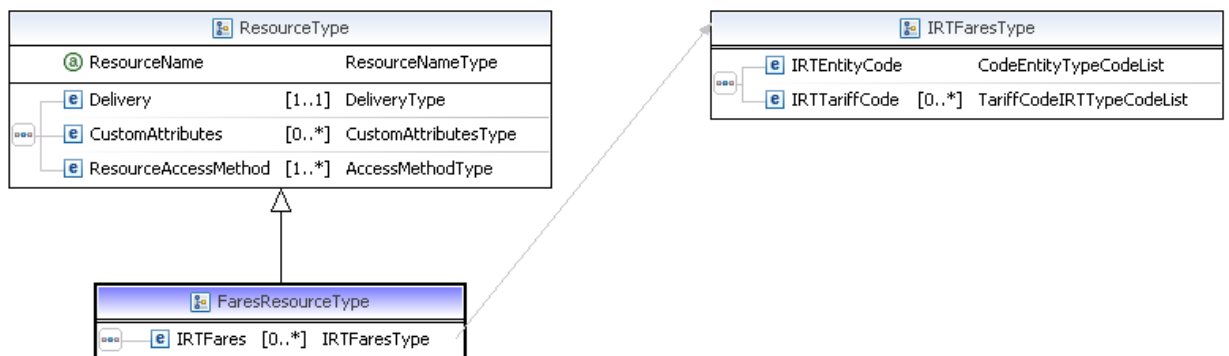 ResourceType
ResourceName ResourceNameType
Delivery [1..1] DeliveryType
CustomAttributes [0..*] CustomAttributesType
ResourceAccessMethod [1..*] AccessMethodType
IRTFaresType
IRTEntityCode CodeEntityTypeCodeList
IRTTariffCode [0..*] TariffCodeIRTTypeCodeList
FaresResourceType
IRTFares [0..*] IRTFaresType